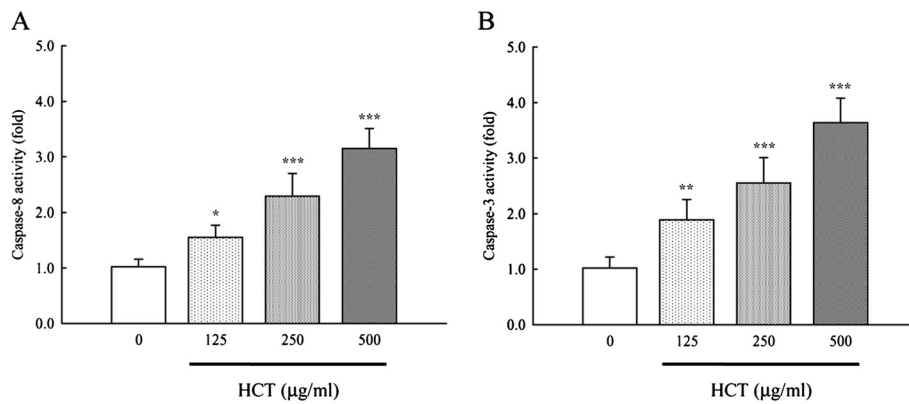 A
5.0
4.0
3.0
2.0
1.0
0.0
Caspase-8 activity (fold)
*
***
***
0 125 250 500
HCT (µg/ml)
B
5.0
4.0
3.0
2.0
1.0
0.0
Caspase-3 activity (fold)
**
***
***
0 125 250 500
HCT (µg/ml)